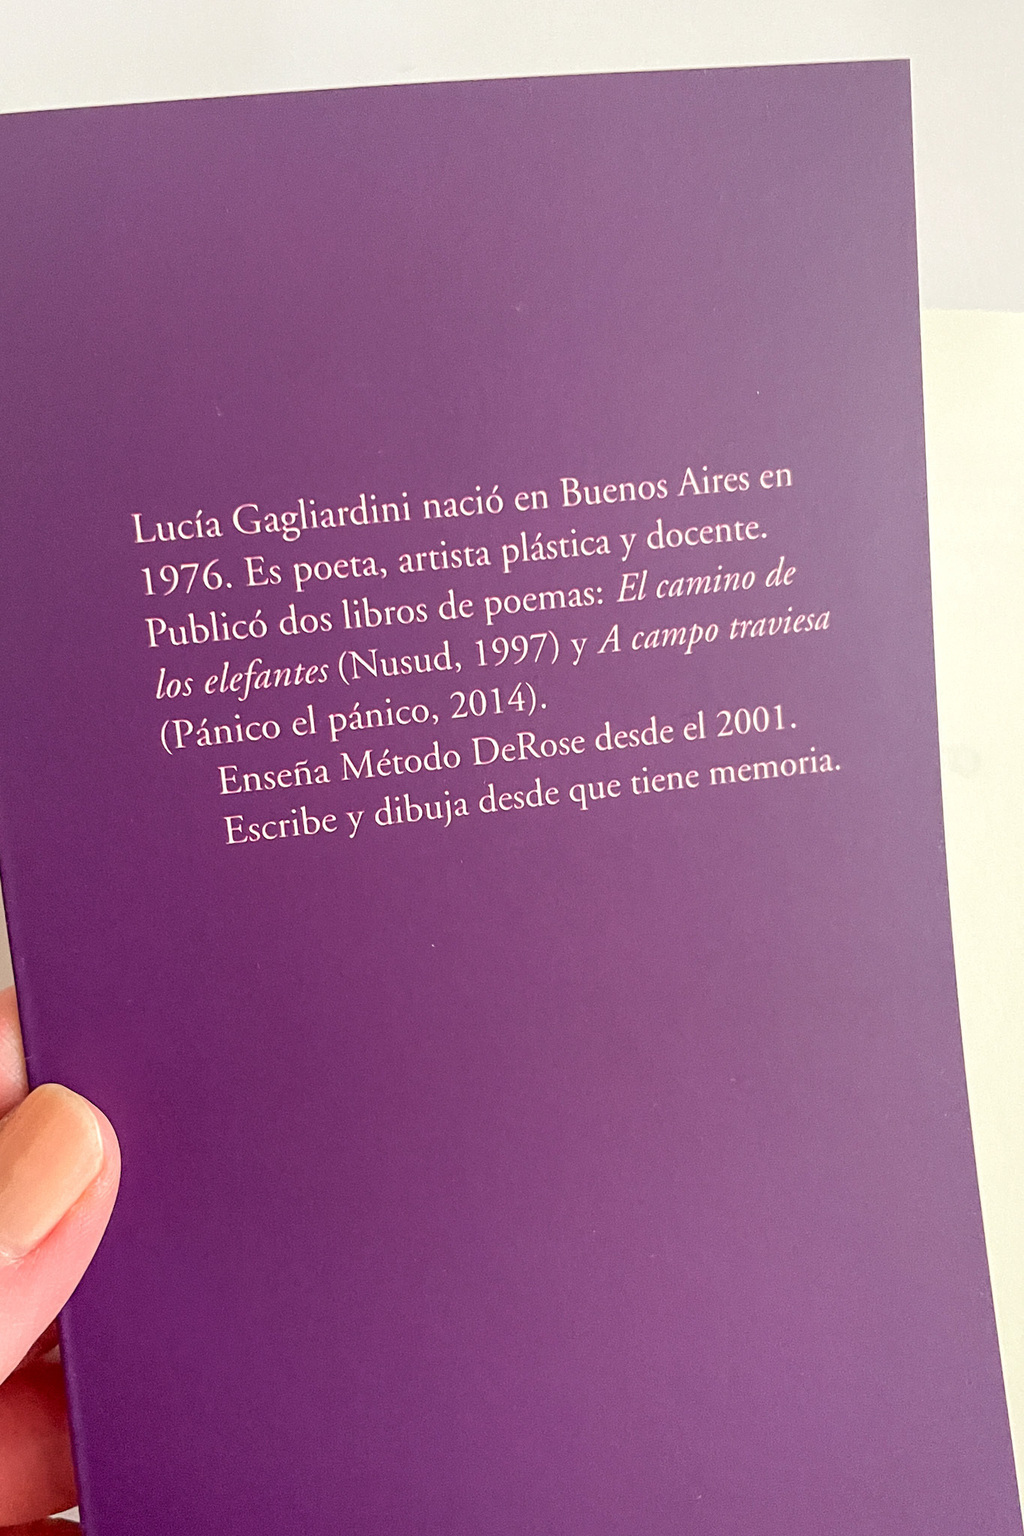 Lucía Gagliardini nació en Buenos Aires en
1976. Es poeta, artista plástica y docente.
Publicó dos libros de poemas: El camino de
los elefantes (Nusud, 1997) y A campo traviesa
(Pánico el pánico, 2014).
Enseña Método DeRose desde el 2001.
Escribe y dibuja desde que tiene memoria.